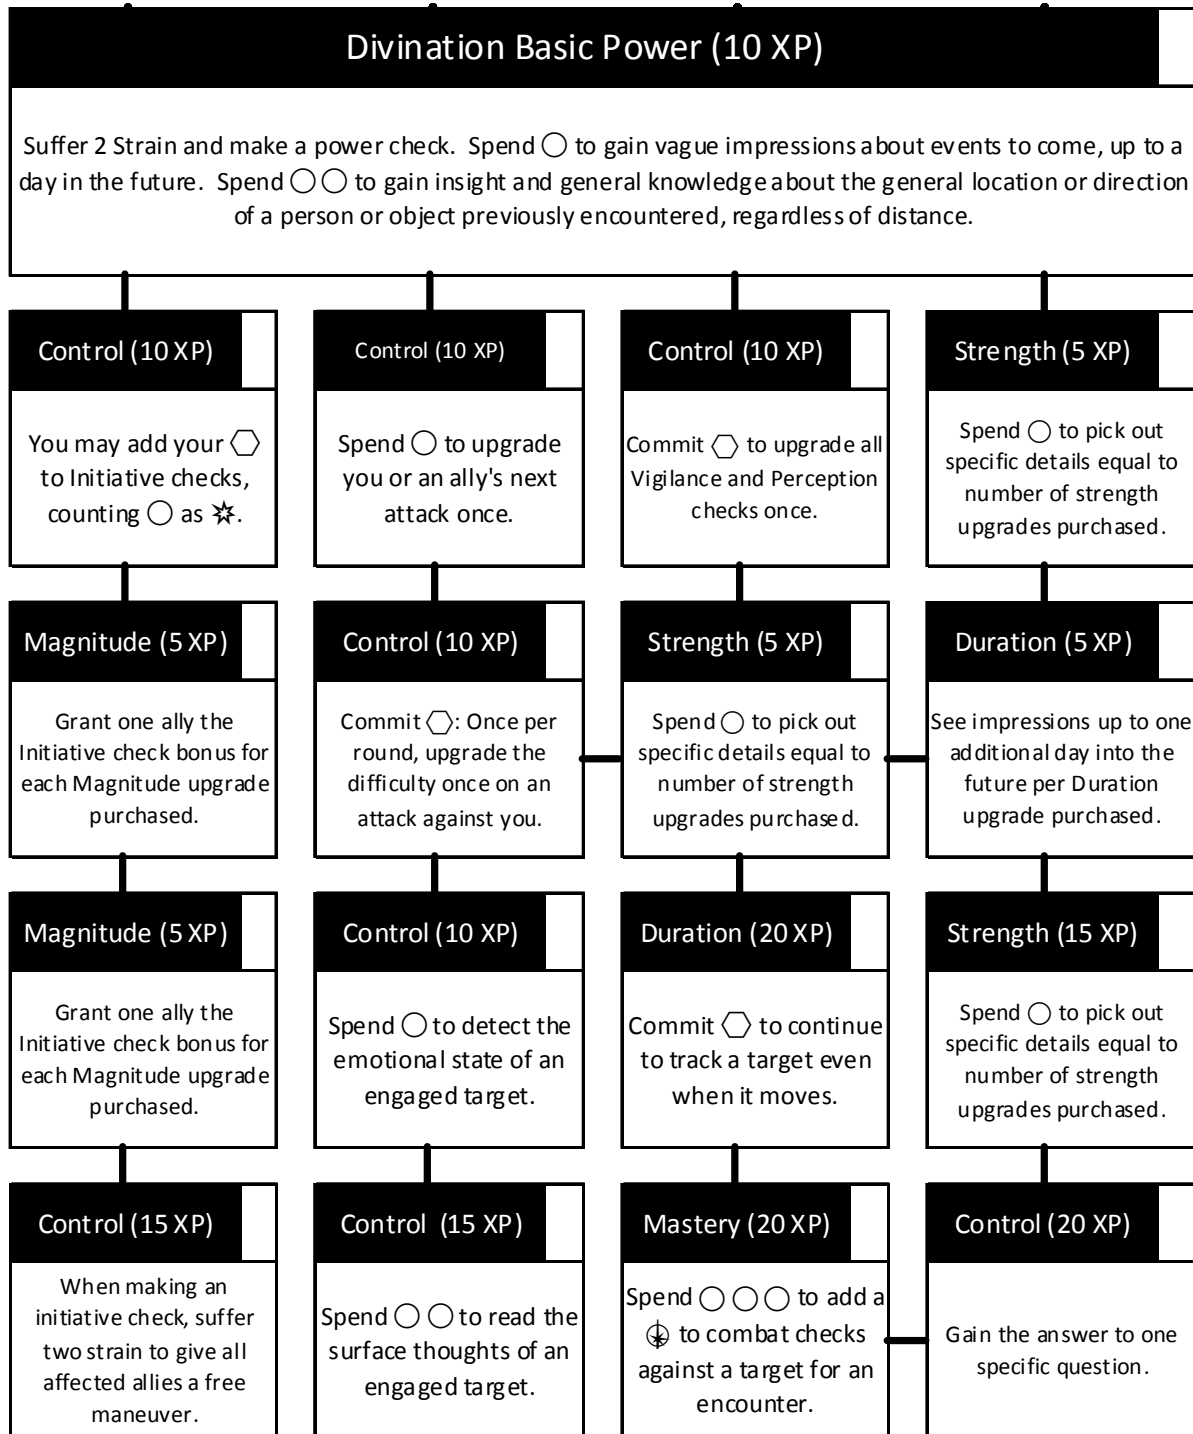 Divination Basic Power (10 XP)
Suffer 2 Strain and make a power check. Spend ○ to gain vague impressions about events to come, up to a
day in the future. Spend ○ ○ to gain insight and general knowledge about the general location or direction
of a person or object previously encountered, regardless of distance.
Control (10 XP)
You may add your ⬡
to Initiative checks,
counting ○ as ✡.
Control (10 XP)
Spend ○ to upgrade
you or an ally's next
attack once.
Control (10 XP)
Commit ⬡ to upgrade all
Vigilance and Perception
checks once.
Strength (5 XP)
Spend ○ to pick out
specific details equal to
number of strength
upgrades purchased.
Magnitude (5 XP)
Grant one ally the
Initiative check bonus for
each Magnitude upgrade
purchased.
Control (10 XP)
Commit ⬡: Once per
round, upgrade the
difficulty once on an
attack against you.
Strength (5 XP)
Spend ○ to pick out
specific details equal to
number of strength
upgrades purchased.
Duration (5 XP)
See impressions up to one
additional day into the
future per Duration
upgrade purchased.
Magnitude (5 XP)
Grant one ally the
Initiative check bonus for
each Magnitude upgrade
purchased.
Control (10 XP)
Spend ○ to detect the
emotional state of an
engaged target.
Duration (20 XP)
Commit ⬡ to continue
to track a target even
when it moves.
Strength (15 XP)
Spend ○ to pick out
specific details equal to
number of strength
upgrades purchased.
Control (15 XP)
When making an
initiative check, suffer
two strain to give all
affected allies a free
maneuver.
Control (15 XP)
Spend ○ ○ to read the
surface thoughts of an
engaged target.
Mastery (20 XP)
Spend ○ ○ ○ to add a
⊕ to combat checks
against a target for an
encounter.
Control (20 XP)
Gain the answer to one
specific question.